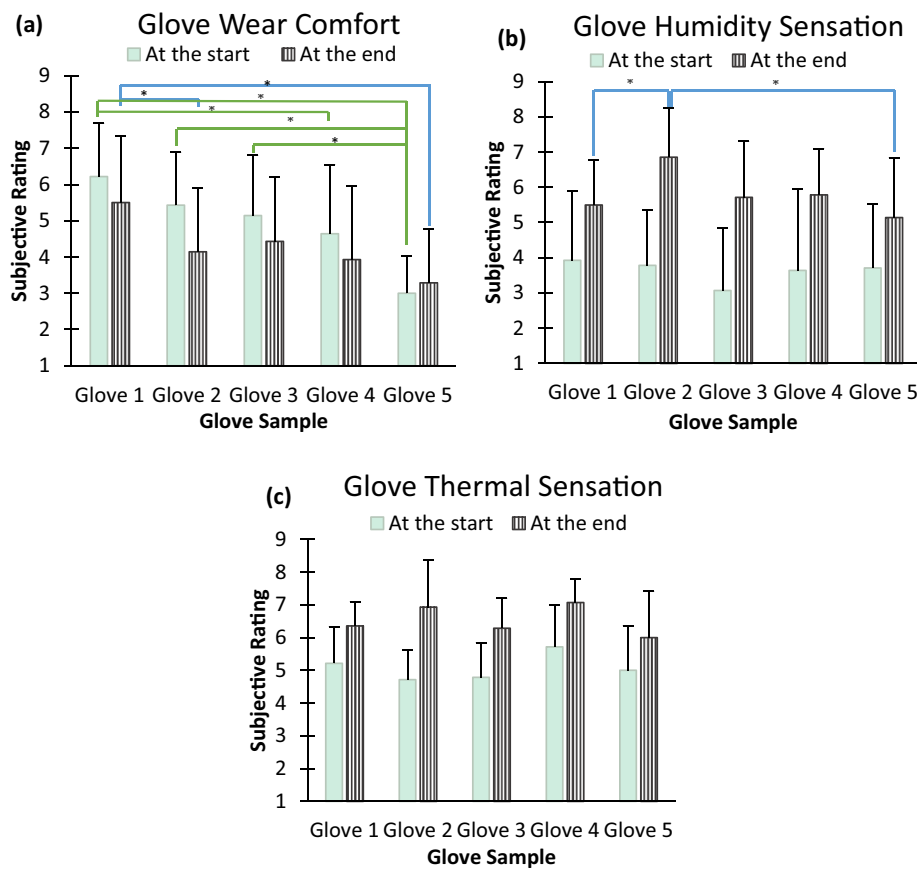 (a)
Glove Wear Comfort
At the start At the end
Subjective Rating
9
8
7
6
5
4
3
2
1
* * * * * *
Glove 1 Glove 2 Glove 3 Glove 4 Glove 5
Glove Sample
(b)
Glove Humidity Sensation
At the start At the end
Subjective Rating
9
8
7
6
5
4
3
2
1
* *
Glove 1 Glove 2 Glove 3 Glove 4 Glove 5
Glove Sample
(c)
Glove Thermal Sensation
At the start At the end
Subjective Rating
9
8
7
6
5
4
3
2
1
Glove 1 Glove 2 Glove 3 Glove 4 Glove 5
Glove Sample